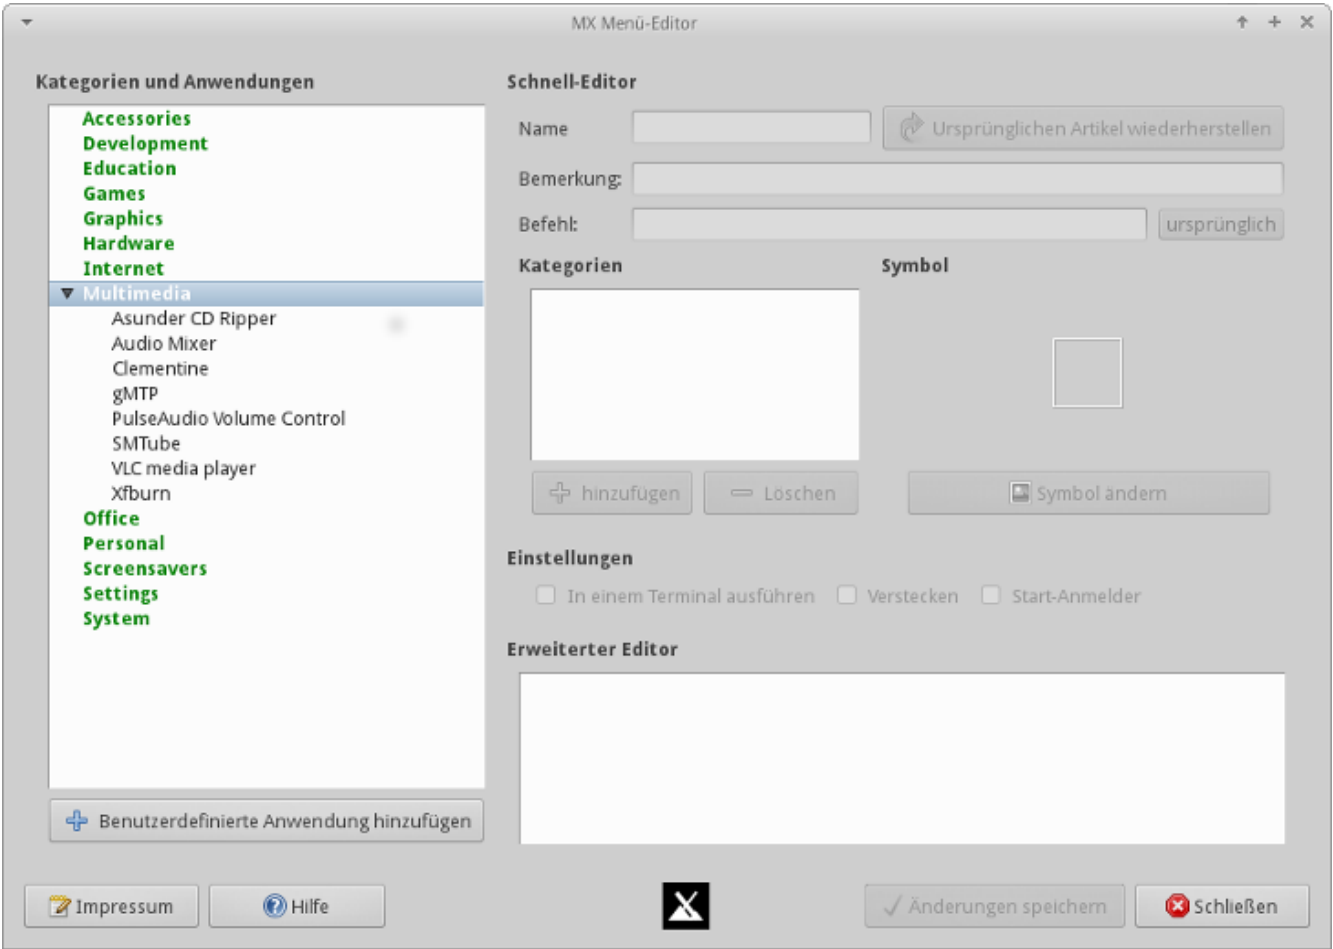 MX Menü-Editor
Kategorien und Anwendungen
Accessories
Development
Education
Games
Graphics
Hardware
Internet
Multimedia
Asunder CD Ripper
Audio Mixer
Clementine
gMTP
PulseAudio Volume Control
SMTube
VLC media player
Xfburn
Office
Personal
Screensavers
Settings
System
Benutzerdefinierte Anwendung hinzufügen
Schnell-Editor
Name
Ursprünglichen Artikel wiederherstellen
Bemerkung:
Befehl:
ursprünglich
Kategorien
Symbol
hinzufügen
Löschen
Symbol ändern
Einstellungen
In einem Terminal ausführen
Verstecken
Start-Anmelder
Erweiterter Editor
Impressum
Hilfe
Änderungen speichern
Schließen